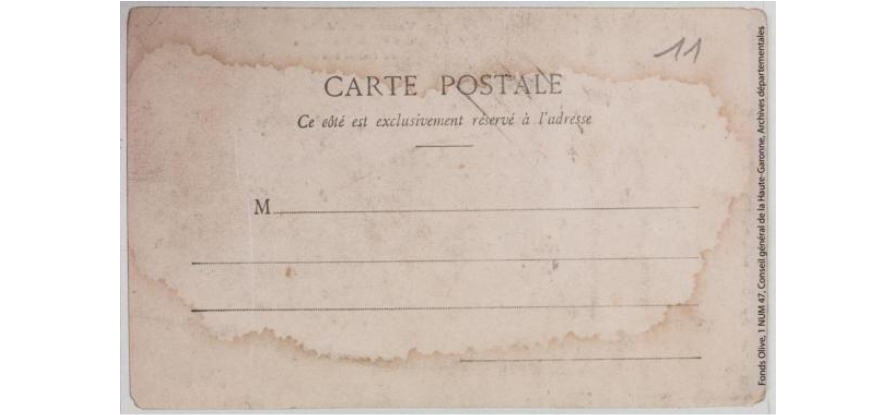 11
CARTE POSTALE
Ce côté est exclusivement réservé à l'adresse
M
Fonds Olive, 1 NUM 47, Conseil général de la Haute-Garonne, Archives départementales